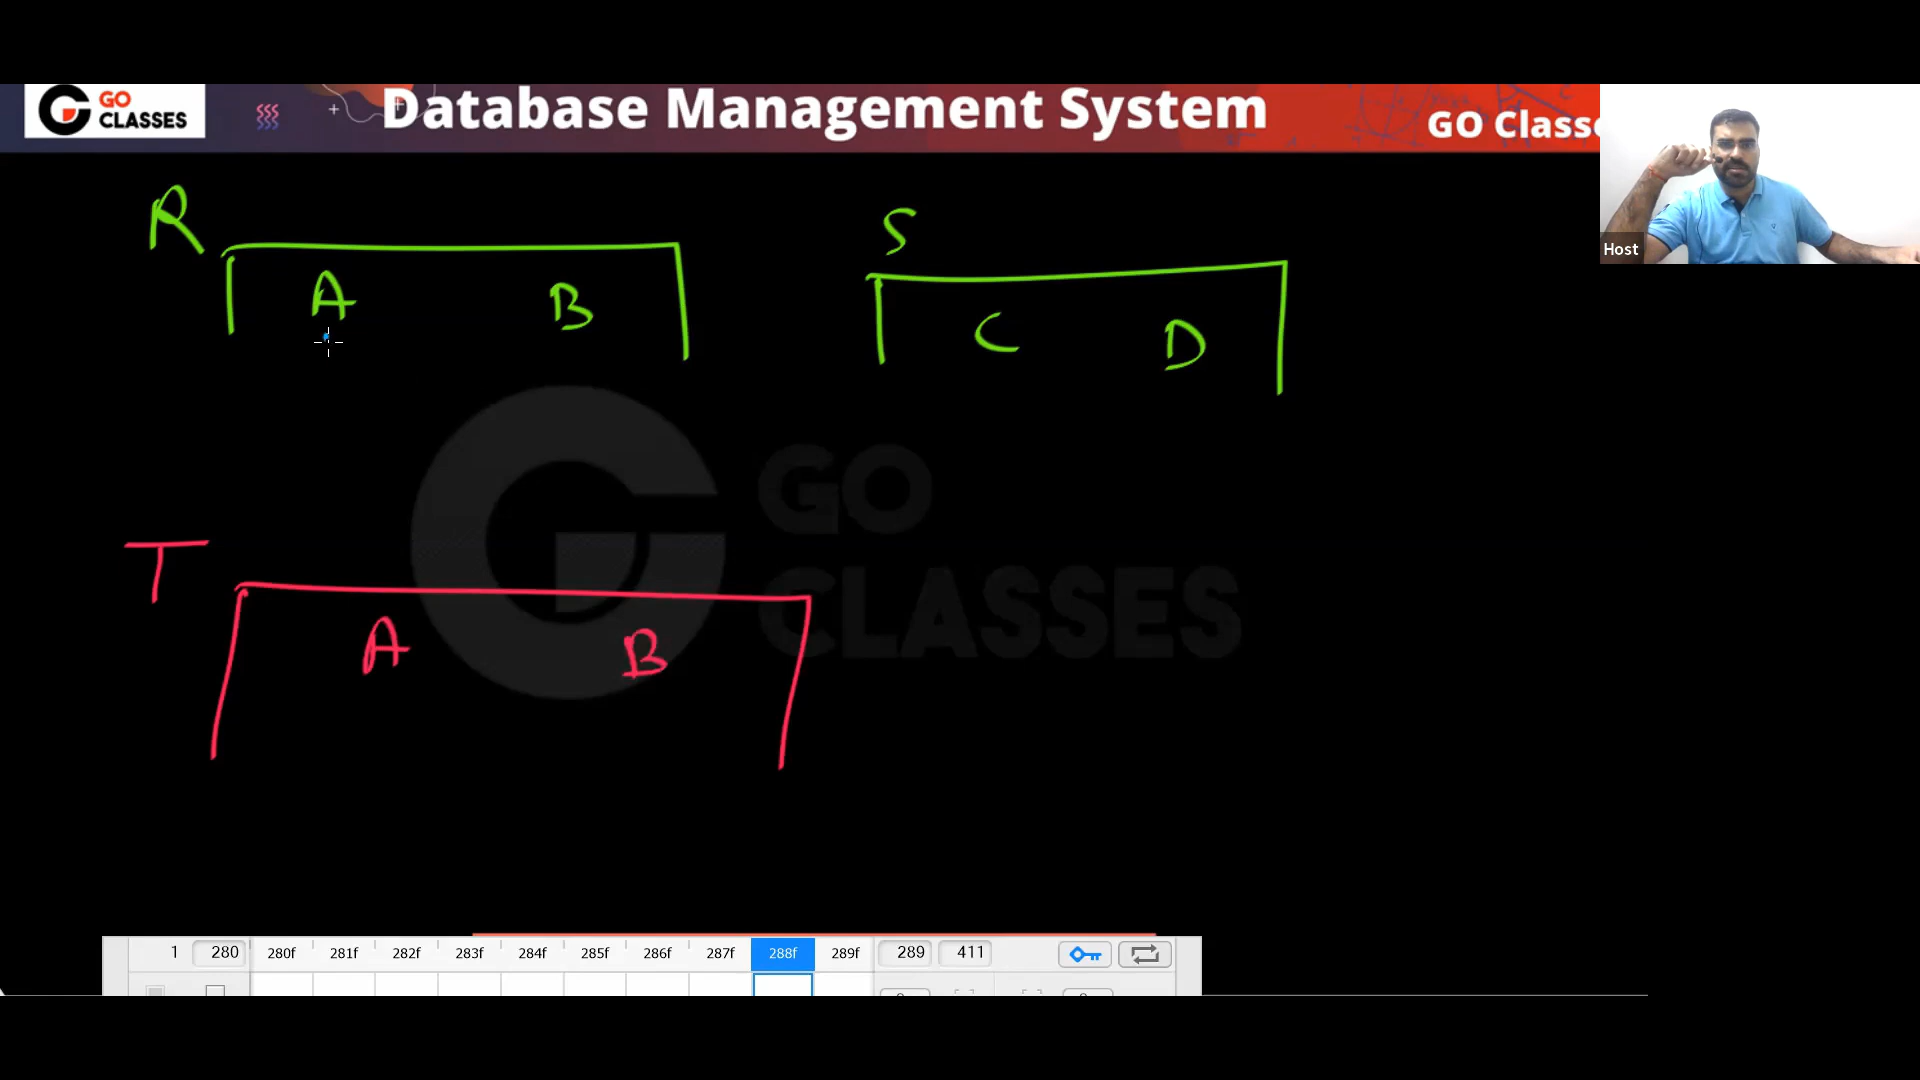 GO
CLASSES
Database Management System
GO Classe
Host
R
A B
S
C D
GO
CLASSES
T
A B
1 280 280f 281f 282f 283f 284f 285f 286f 287f 288f 289f 289 411